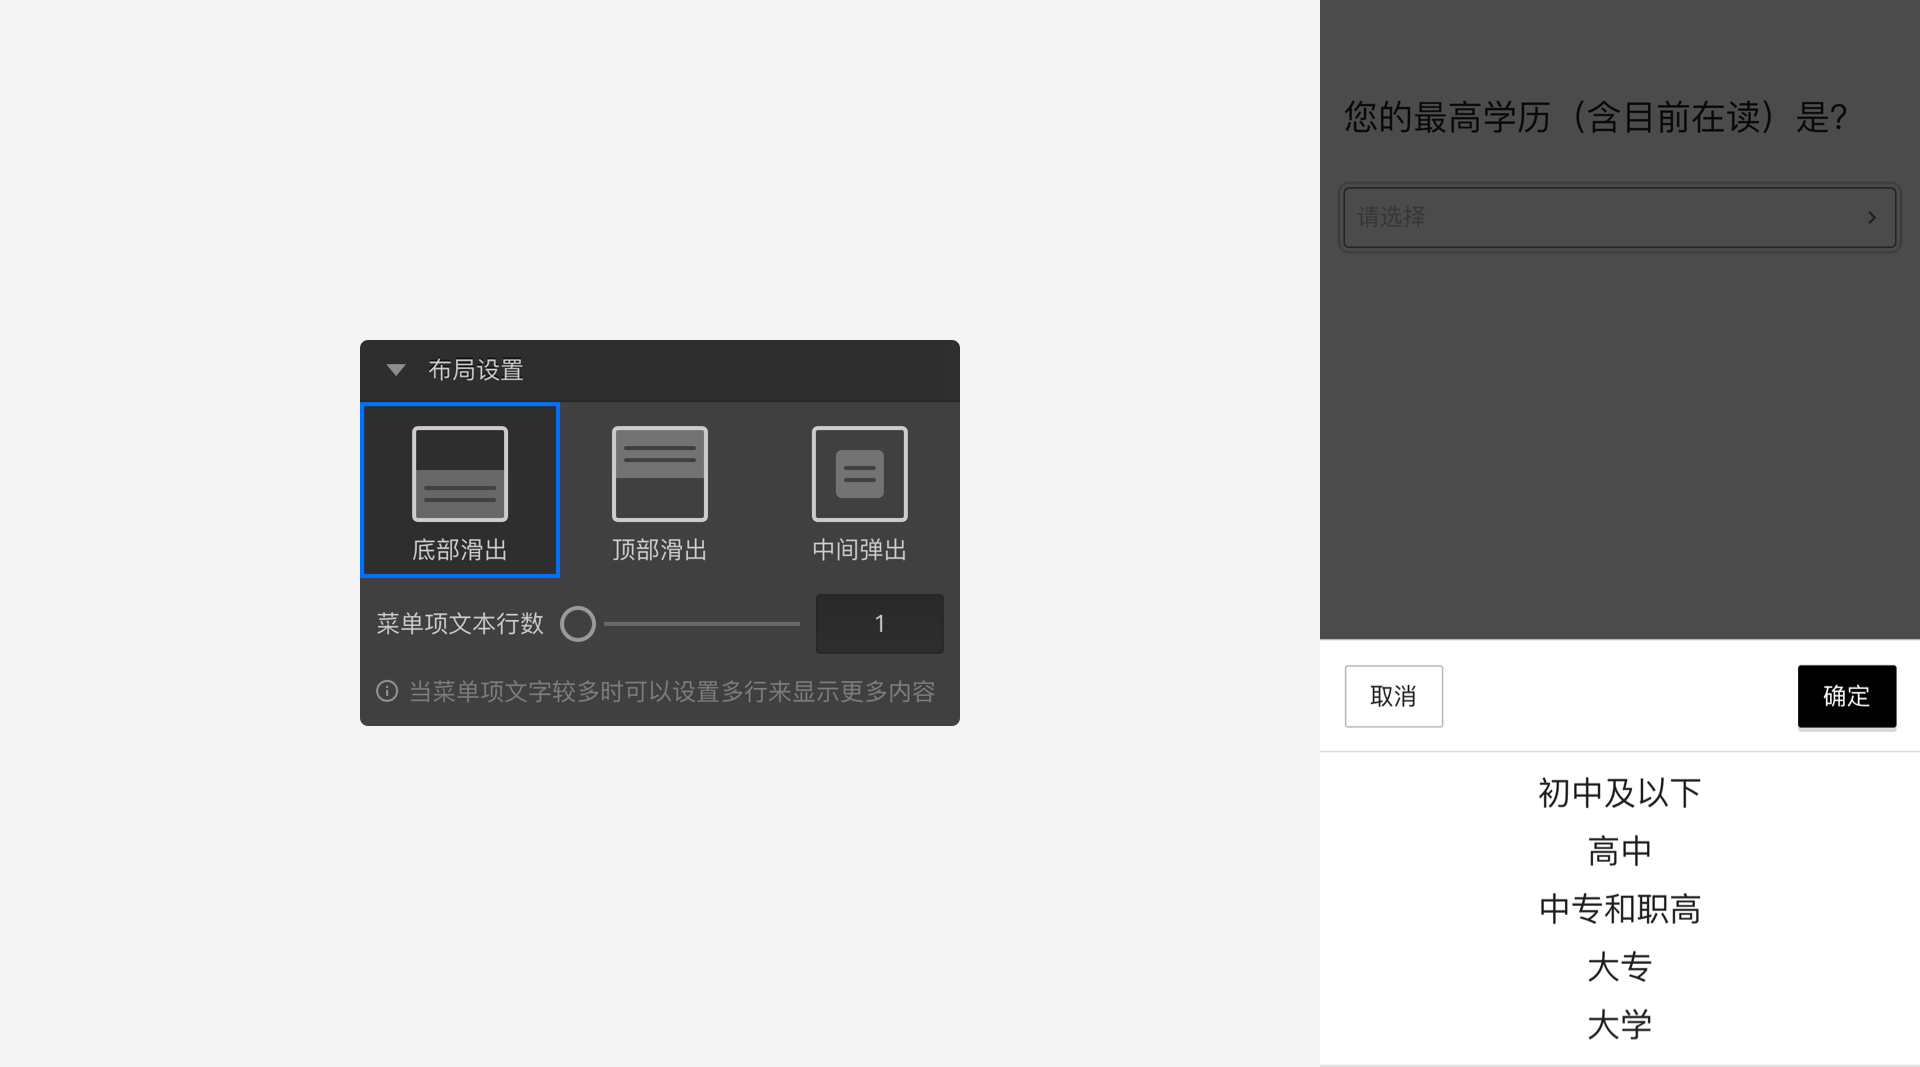 布局设置
底部滑出
顶部滑出
中间弹出
菜单项文本行数
1
当菜单项文字较多时可以设置多行来显示更多内容
您的最高学历（含目前在读）是?
请选择
取消
确定
初中及以下
高中
中专和职高
大专
大学